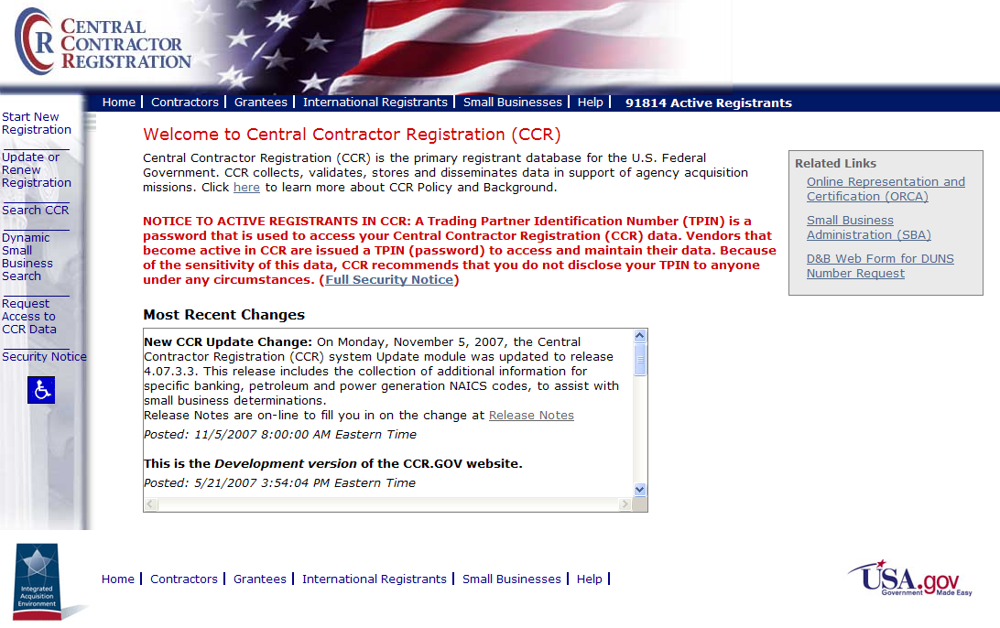 CENTRAL
CONTRACTOR
REGISTRATION
CR
Home | Contractors | Grantees | International Registrants | Small Businesses | Help | 91814 Active Registrants
Start New
Registration
Update or
Renew
Registration
Search CCR
Dynamic
Small
Business
Search
Request
Access to
CCR Data
Security Notice
Welcome to Central Contractor Registration (CCR)
Central Contractor Registration (CCR) is the primary registrant database for the U.S. Federal
Government. CCR collects, validates, stores and disseminates data in support of agency acquisition
missions. Click here to learn more about CCR Policy and Background.
NOTICE TO ACTIVE REGISTRANTS IN CCR: A Trading Partner Identification Number (TPIN) is a
password that is used to access your Central Contractor Registration (CCR) data. Vendors that
become active in CCR are issued a TPIN (password) to access and maintain their data. Because
of the sensitivity of this data, CCR recommends that you do not disclose your TPIN to anyone
under any circumstances. (Full Security Notice)
Related Links
Online Representation and
Certification (ORCA)
Small Business
Administration (SBA)
D&B Web Form for DUNS
Number Request
Most Recent Changes
New CCR Update Change: On Monday, November 5, 2007, the Central
Contractor Registration (CCR) system Update module was updated to release
4.07.3.3. This release includes the collection of additional information for
specific banking, petroleum and power generation NAICS codes, to assist with
small business determinations.
Release Notes are on-line to fill you in on the change at Release Notes
Posted: 11/5/2007 8:00:00 AM Eastern Time
This is the Development version of the CCR.GOV website.
Posted: 5/21/2007 3:54:04 PM Eastern Time
Integrated
Acquisition
Environment
Home | Contractors | Grantees | International Registrants | Small Businesses | Help |
USA.gov
Government Made Easy